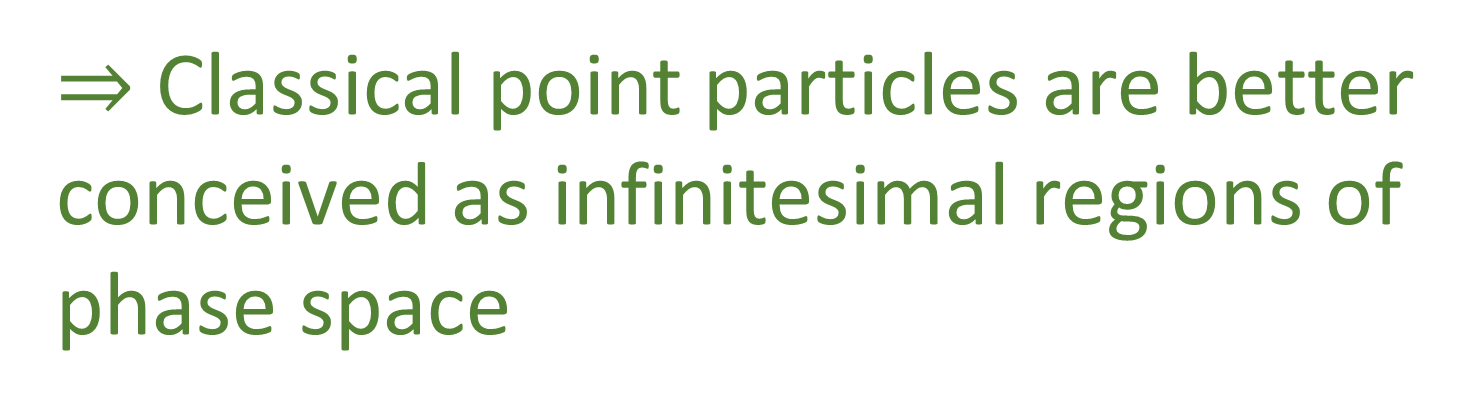 ⇒ Classical point particles are better
conceived as infinitesimal regions of
phase space